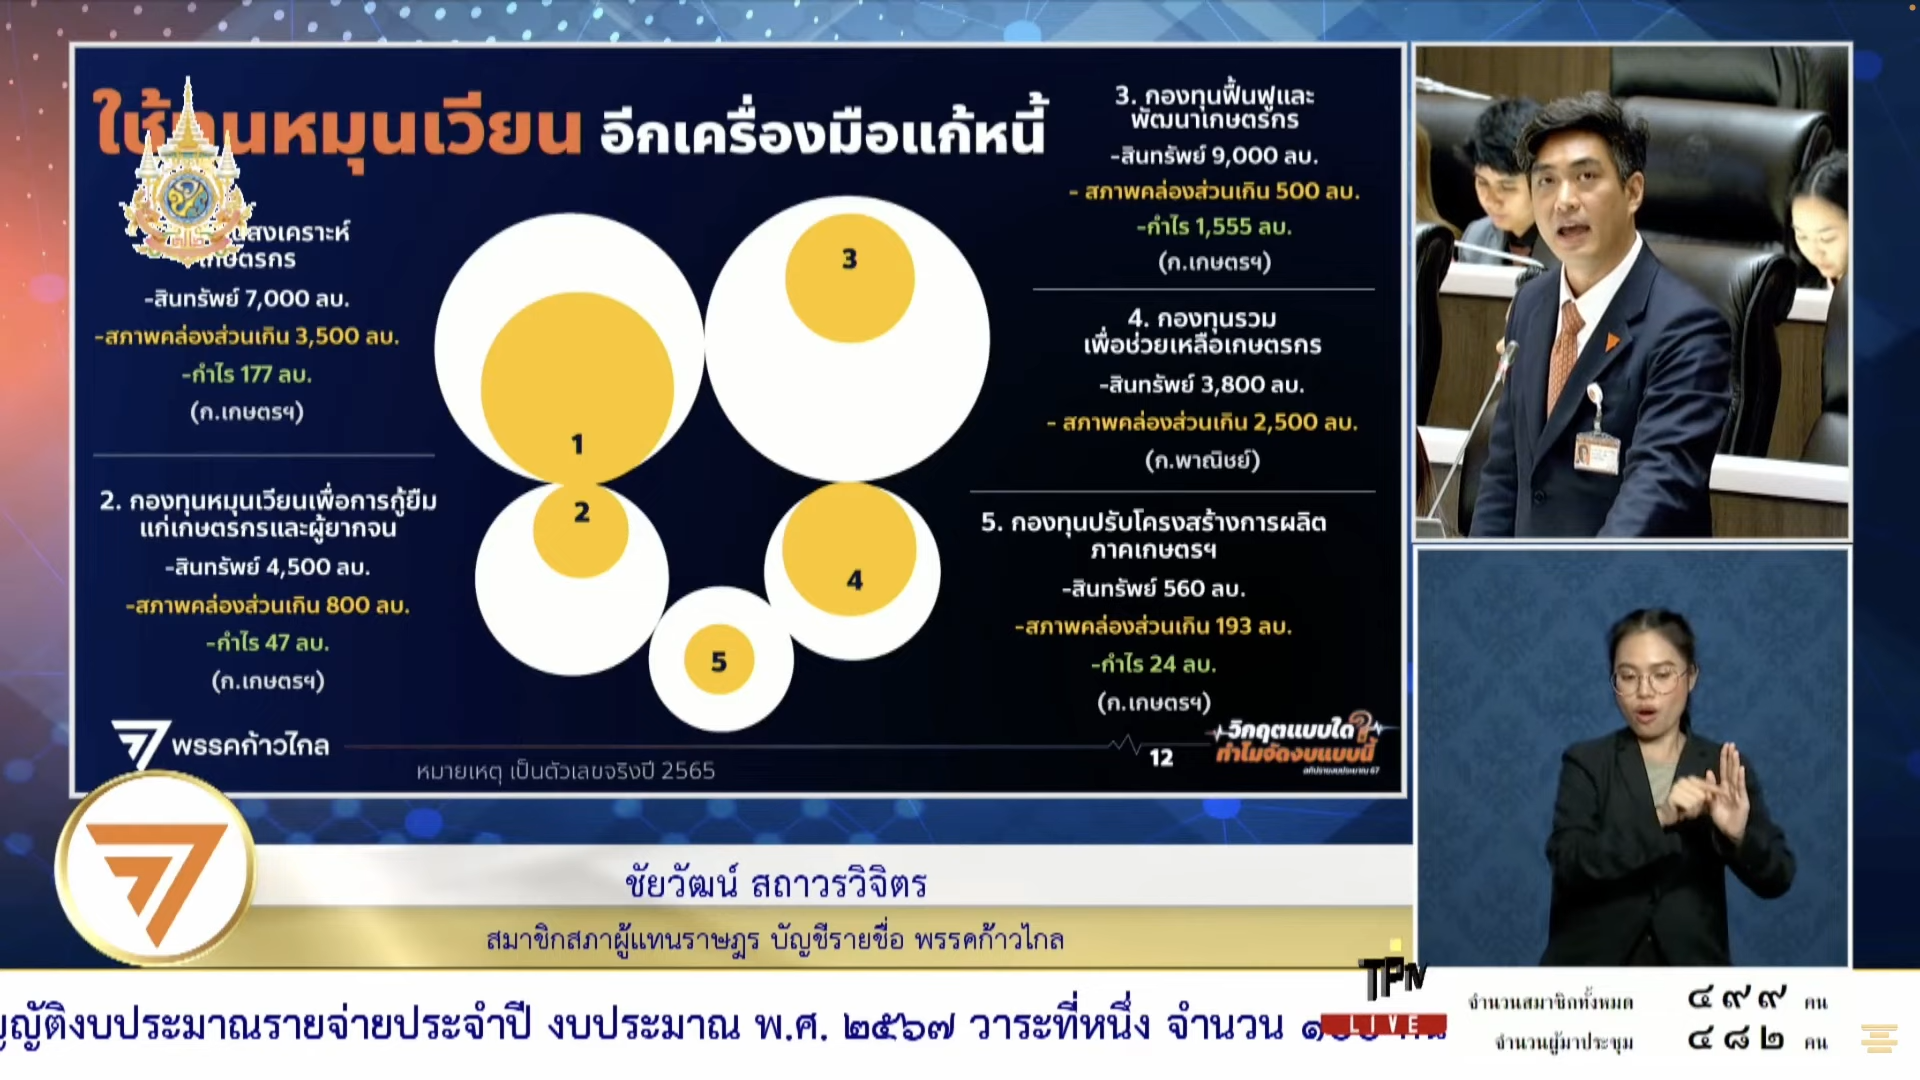 ใช้ทุนหมุนเวียน อีกเครื่องมือแก้หนี้
สงเคราะห์
เกษตรกร
-สินทรัพย์ 7,000 ลบ.
-สภาพคล่องส่วนเกิน 3,500 ลบ.
-กำไร 177 ลบ.
(ก.เกษตรฯ)
2. กองทุนหมุนเวียนเพื่อการกู้ยืม
แก่เกษตรกรและผู้ยากจน
-สินทรัพย์ 4,500 ลบ.
-สภาพคล่องส่วนเกิน 800 ลบ.
-กำไร 47 ลบ.
(ก.เกษตรฯ)
1
2
3
4
5
3. กองทุนฟื้นฟูและ
พัฒนาเกษตรกร
-สินทรัพย์ 9,000 ลบ.
- สภาพคล่องส่วนเกิน 500 ลบ.
-กำไร 1,555 ลบ.
(ก.เกษตรฯ)
4. กองทุนรวม
เพื่อช่วยเหลือเกษตรกร
-สินทรัพย์ 3,800 ลบ.
- สภาพคล่องส่วนเกิน 2,500 ลบ.
(ก.พาณิชย์)
5. กองทุนปรับโครงสร้างการผลิต
ภาคเกษตรฯ
-สินทรัพย์ 560 ลบ.
-สภาพคล่องส่วนเกิน 193 ลบ.
-กำไร 24 ลบ.
(ก.เกษตรฯ)
พรรคก้าวไกล
หมายเหตุ เป็นตัวเลขจริงปี 2565
12
วิกฤตแบบใด?
ทำไมจัดงบแบบนี้
อภิปรายงบประมาณ 67
ชัยวัฒน์ สถาวรวิจิตร
สมาชิกสภาผู้แทนราษฎร บัญชีรายชื่อ พรรคก้าวไกล
ญัติงบประมาณรายจ่ายประจำปี งบประมาณ พ.ศ. ๒๕๖๗ วาระที่หนึ่ง จำนวน
TPTV
LIVE
จำนวนสมาชิกทั้งหมด ๔๙๙ คน
จำนวนผู้มาประชุม ๔๘๒ คน